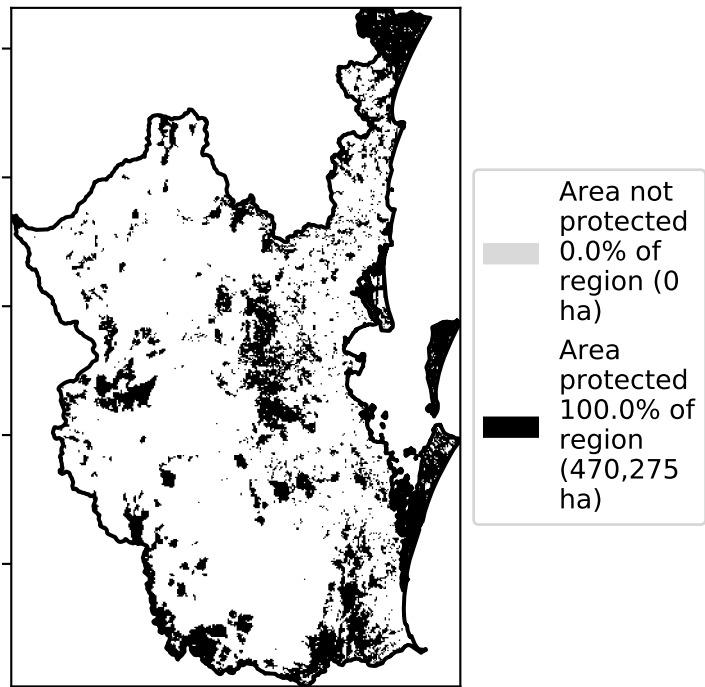 Area not
protected
0.0% of
region (0
ha)
Area
protected
100.0% of
region
(470,275
ha)